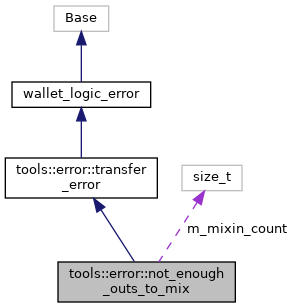 Base
wallet_logic_error
tools::error::transfer
_error
size_t
m_mixin_count
tools::error::not_enough
_outs_to_mix